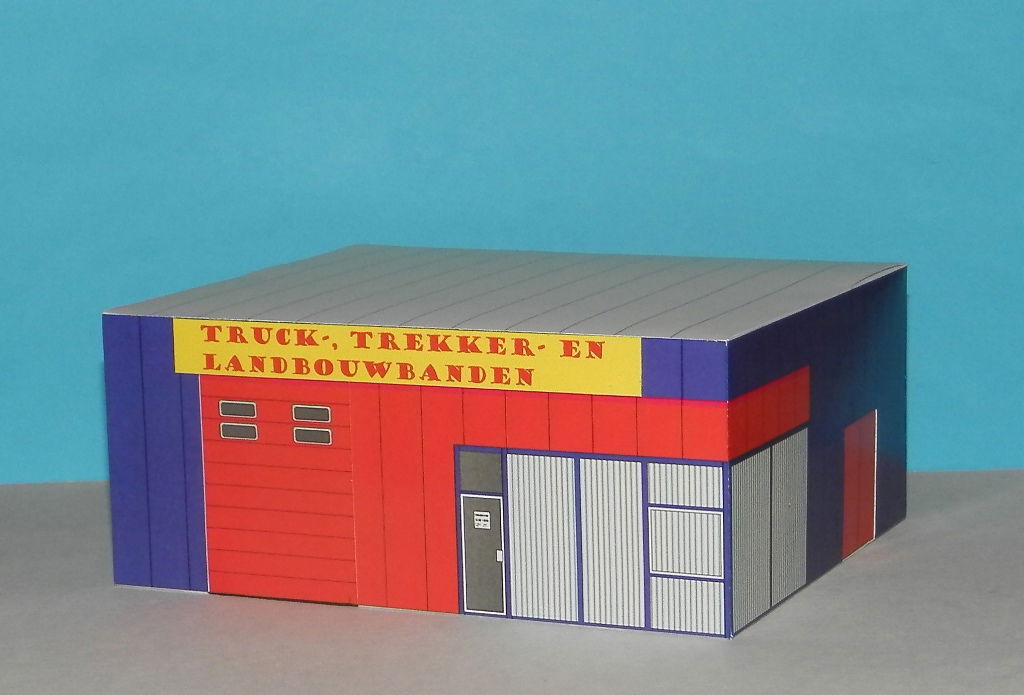 TRUCK-, TREKKER- EN
LANDBOUWBANDEN